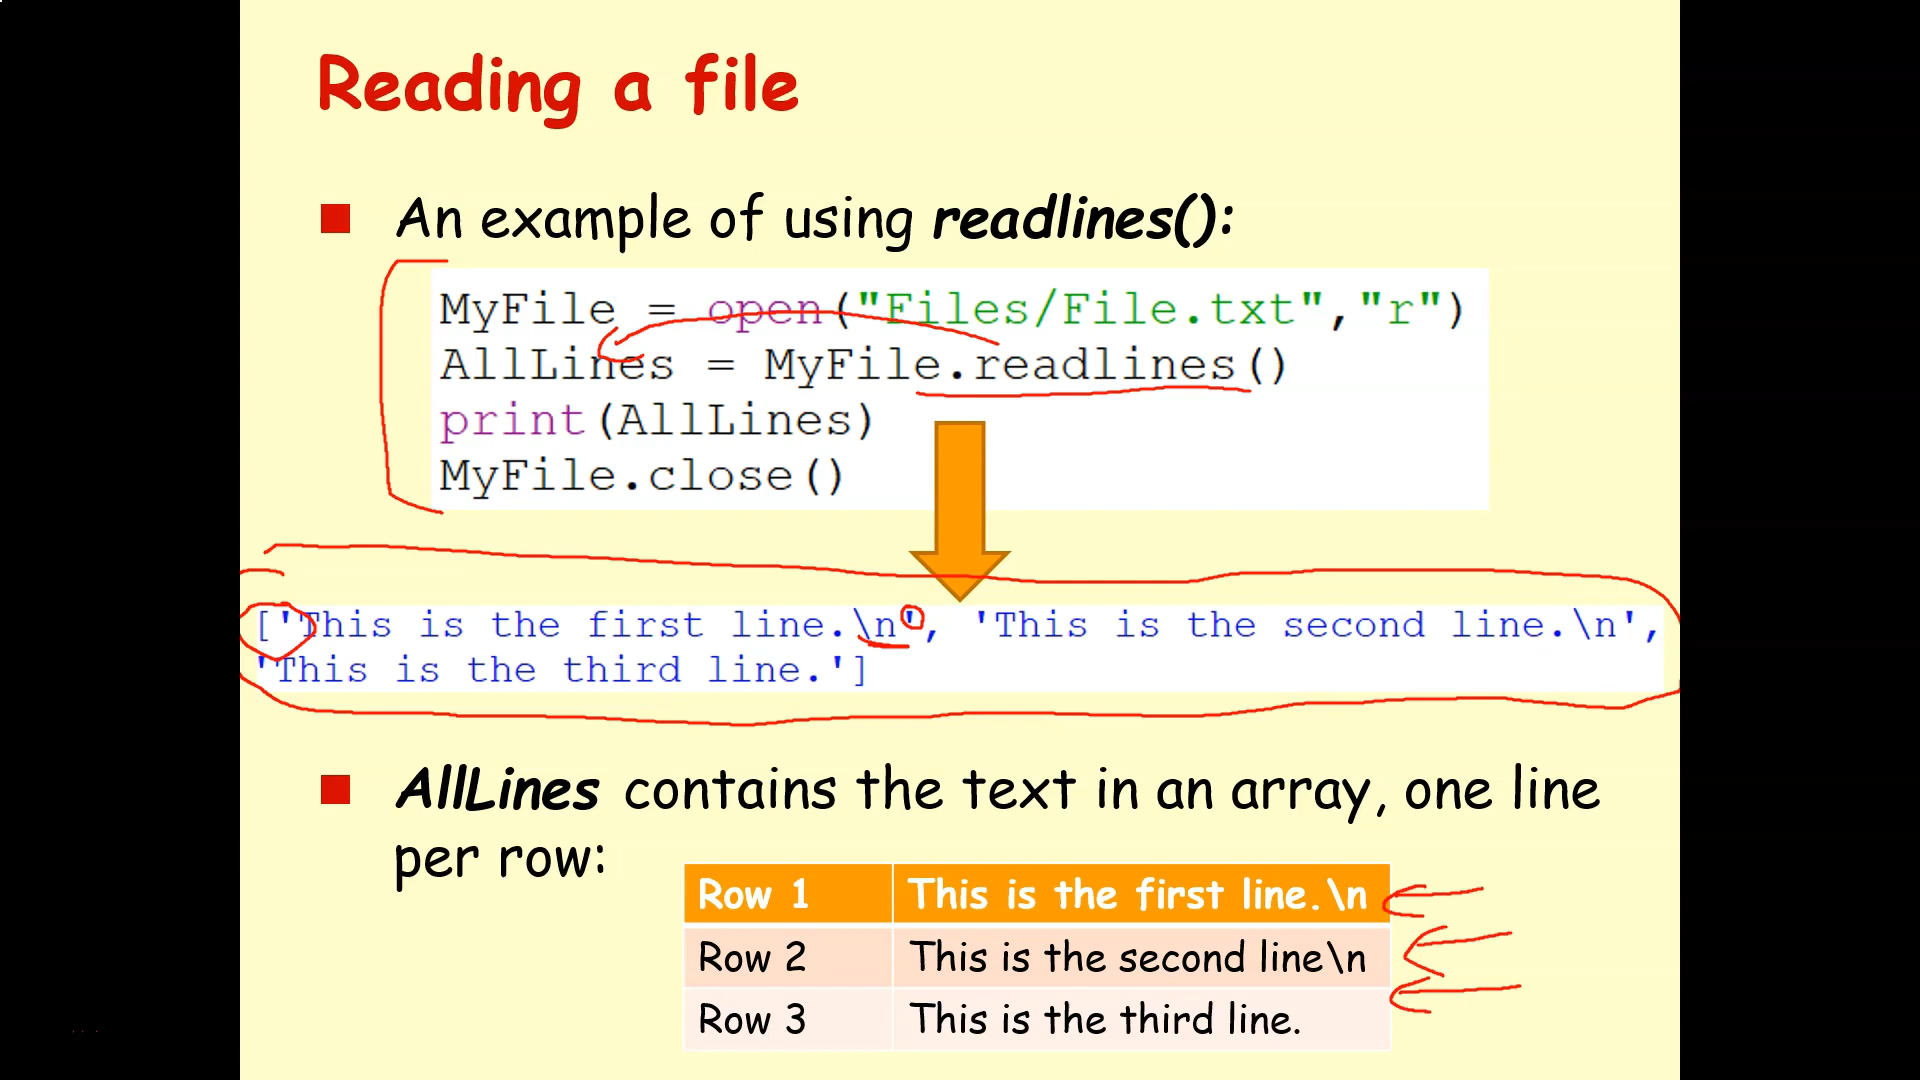 Reading a file
An example of using readlines():
MyFile = open("Files/File.txt","r")
AllLines = MyFile.readlines()
print(AllLines)
MyFile.close()
['This is the first line.\n', 'This is the second line.\n',
'This is the third line.']
AllLines contains the text in an array, one line
per row:
Row 1 This is the first line.\n
Row 2 This is the second line\n
Row 3 This is the third line.